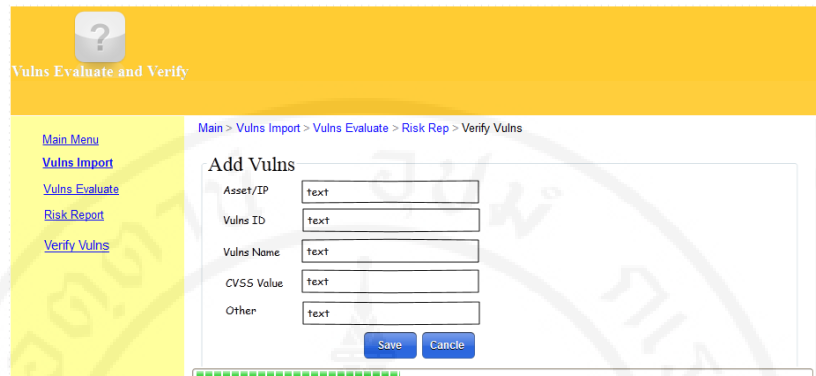 ?
Vulns Evaluate and Verify
Main > Vulns Import > Vulns Evaluate > Risk Rep > Verify Vulns
Main Menu
Vulns Import
Vulns Evaluate
Risk Report
Verify Vulns
Add Vulns
Asset/IP text
Vulns ID text
Vulns Name text
CVSS Value text
Other text
Save Cancle